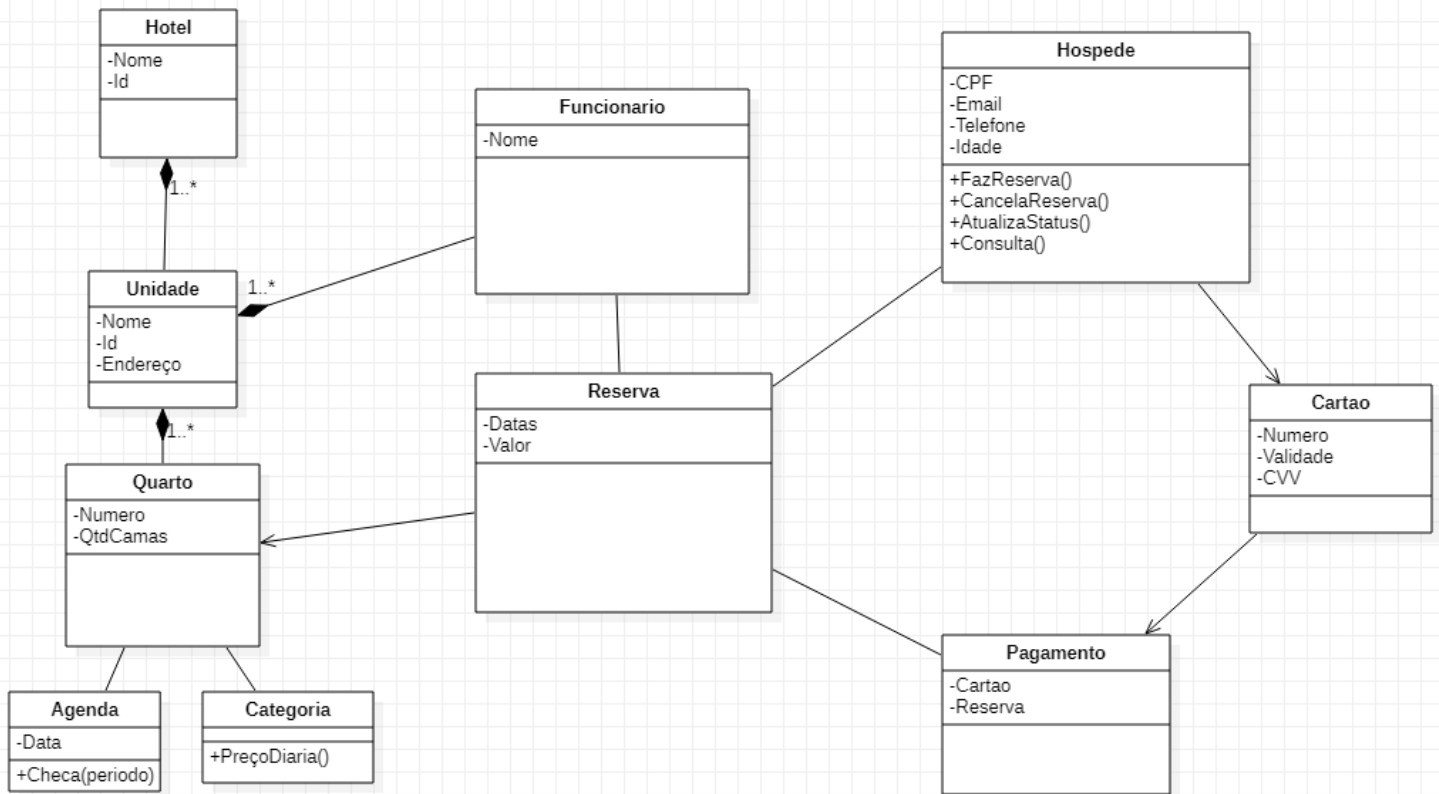 Hotel
-Nome
-Id
1..*
Unidade
-Nome
-Id
-Endereço
1..*
1..*
Quarto
-Numero
-QtdCamas
Agenda
-Data
+Checa(periodo)
Categoria
+PreçoDiaria()
Funcionario
-Nome
Reserva
-Datas
-Valor
Hospede
-CPF
-Email
-Telefone
-Idade
+FazReserva()
+CancelaReserva()
+AtualizaStatus()
+Consulta()
Cartao
-Numero
-Validade
-CVV
Pagamento
-Cartao
-Reserva